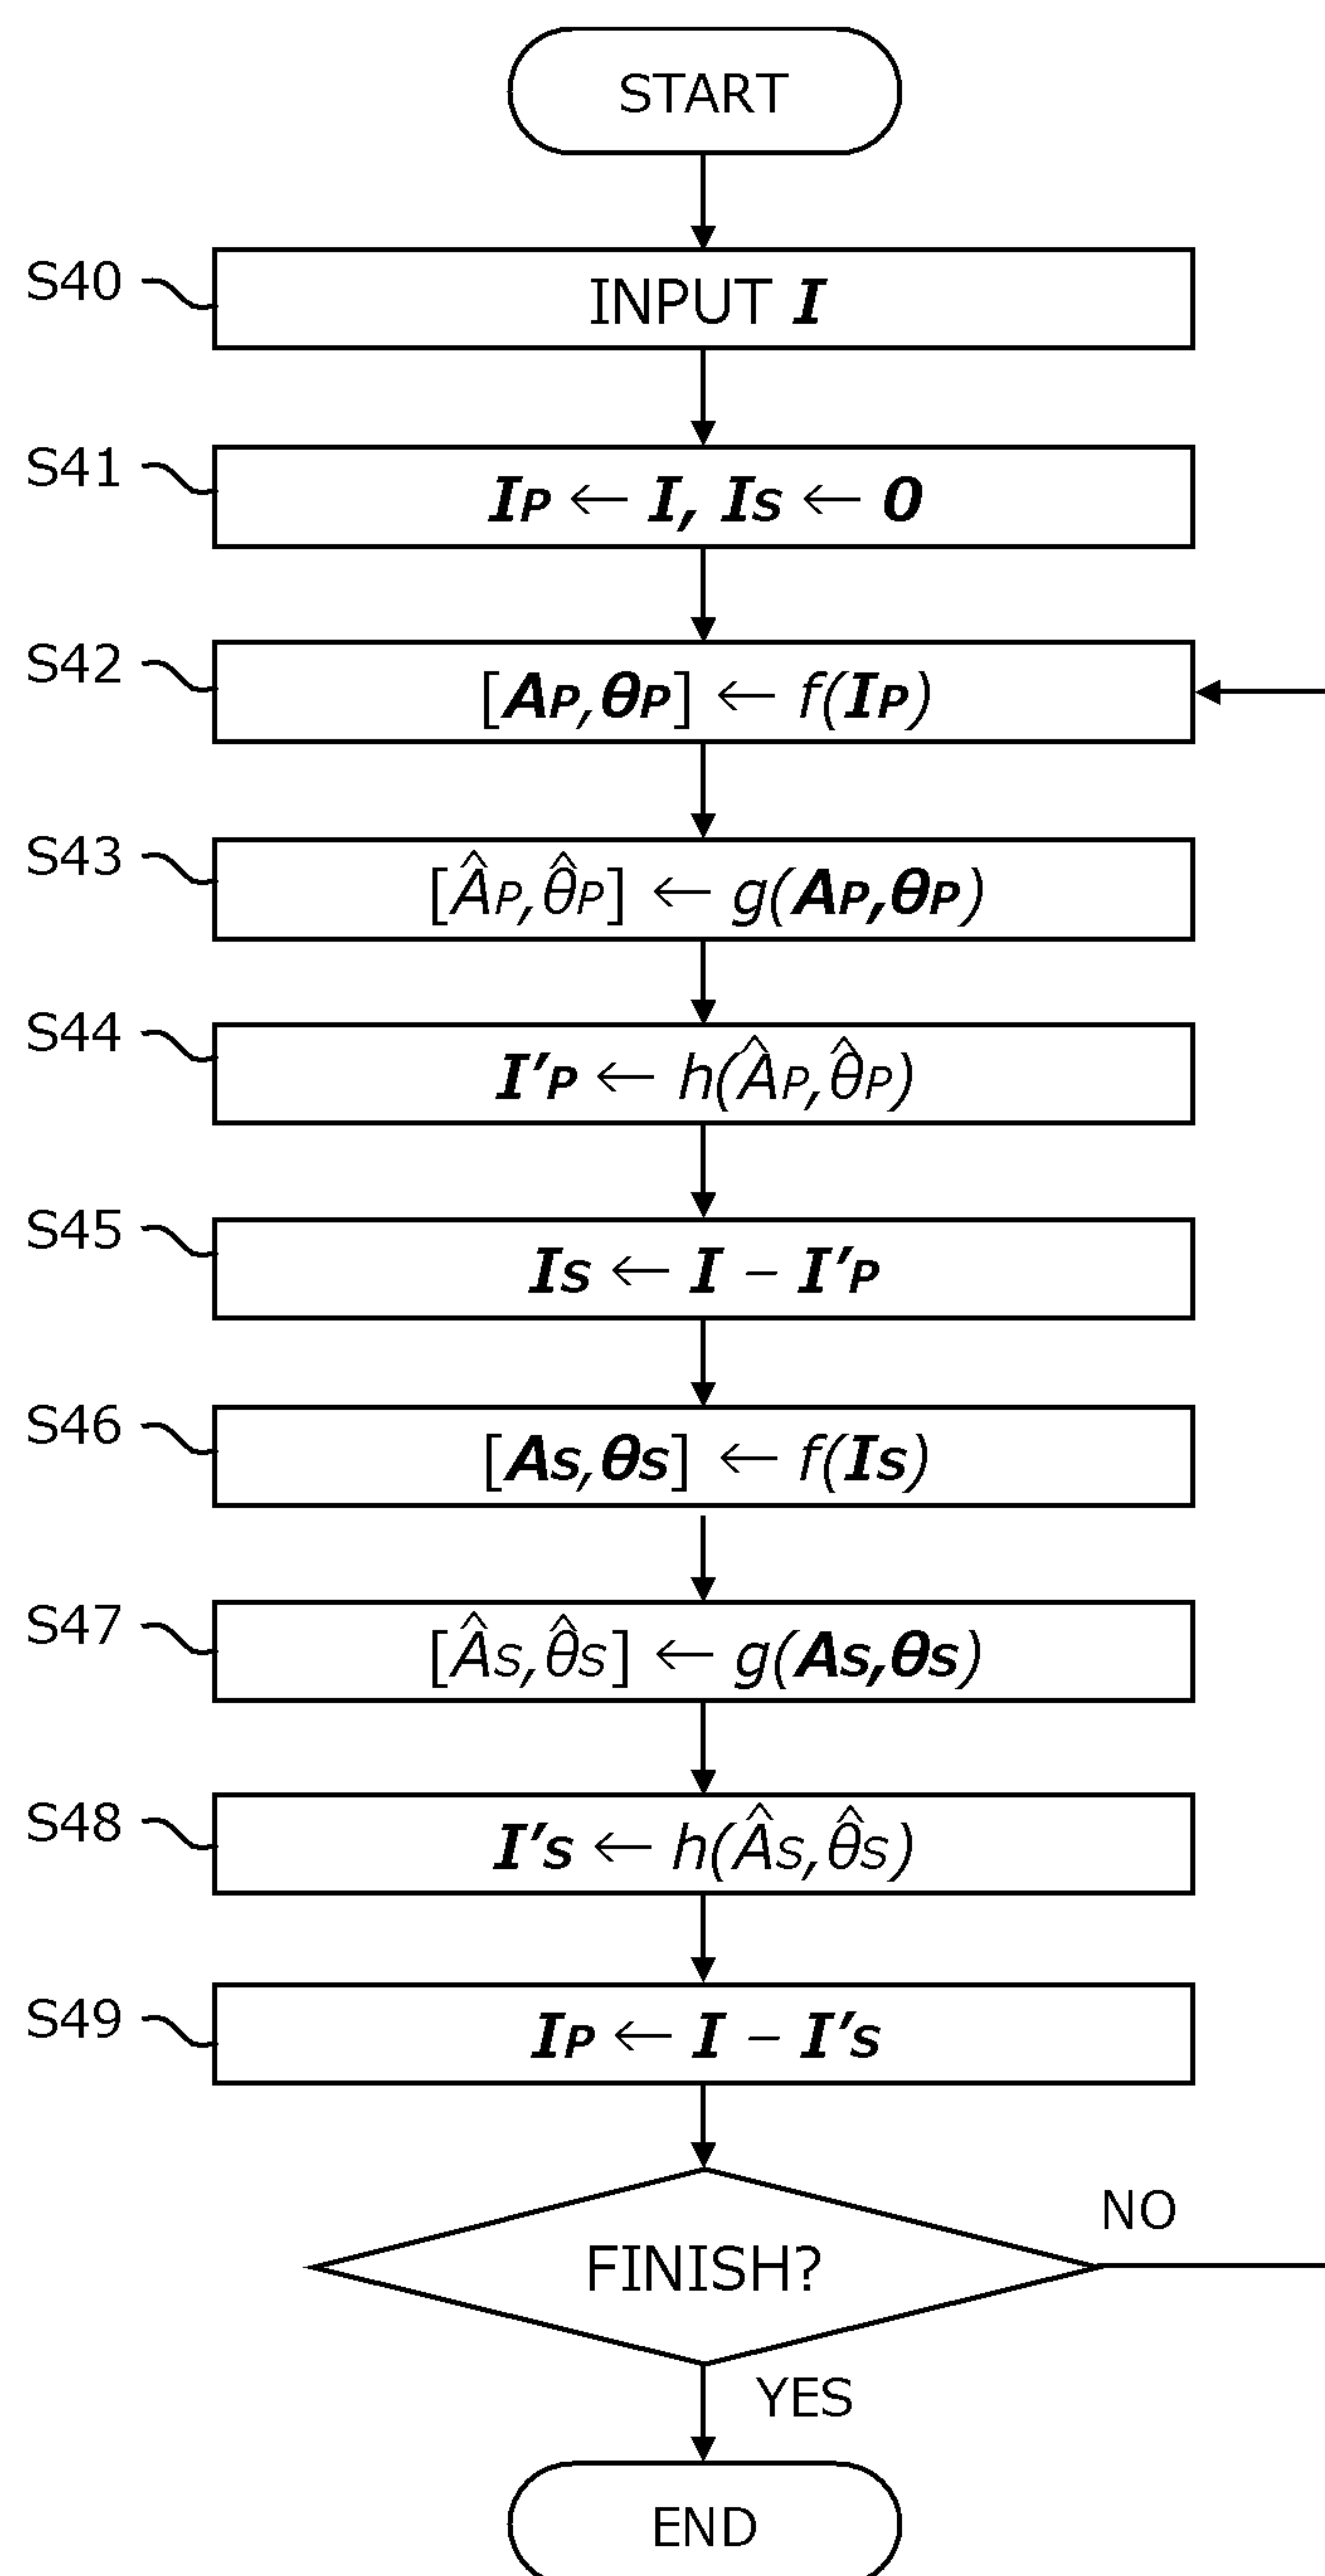 START
S40
INPUT I
S41
IP ← I, IS ← 0
S42
[AP,θP] ← f(IP)
S43
[ÂP,θ̂P] ← g(AP,θP)
S44
I'P ← h(ÂP,θ̂P)
S45
IS ← I – I'P
S46
[AS,θS] ← f(IS)
S47
[ÂS,θ̂S] ← g(AS,θS)
S48
I'S ← h(ÂS,θ̂S)
S49
IP ← I – I'S
NO
FINISH?
YES
END